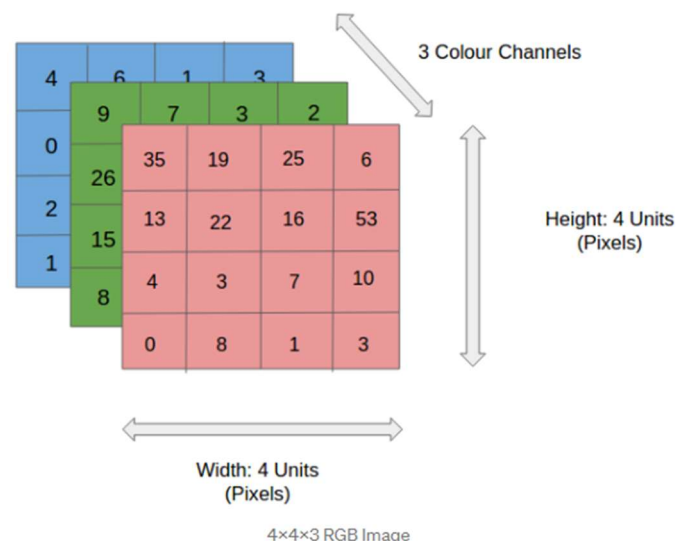 3 Colour Channels
4 6 1 3
9 7 3 2
0
35 19 25 6
26
2
13 22 16 53
Height: 4 Units
(Pixels)
15
1
4 3 7 10
8
0 8 1 3
Width: 4 Units
(Pixels)
4×4×3 RGB Image